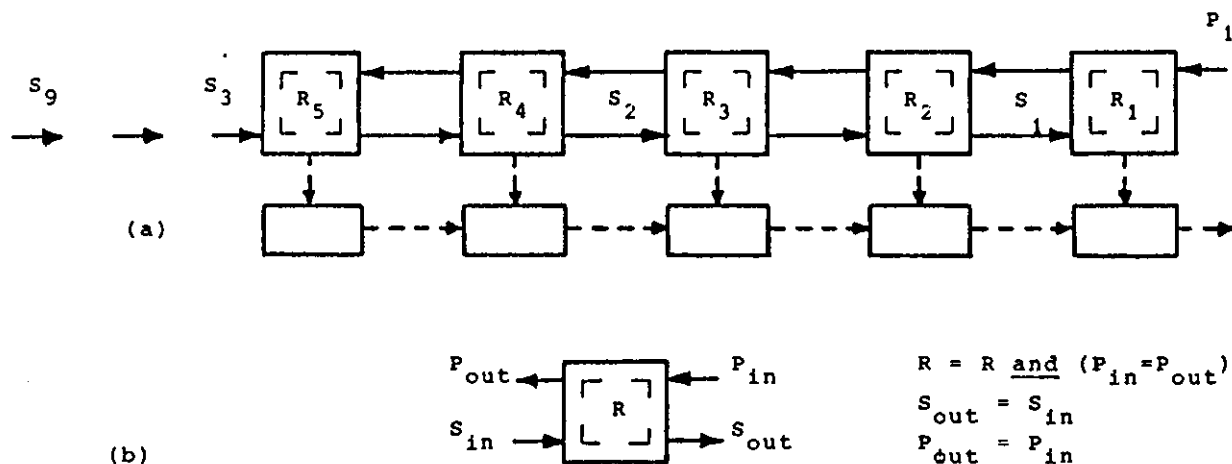 P1
S9
S3
R5
R4
S2
R3
R2
S1
R1
(a)
Pout
Pin
R
Sin
Sout
(b)
R = R and (Pin=Pout)
Sout = Sin
Pout = Pin